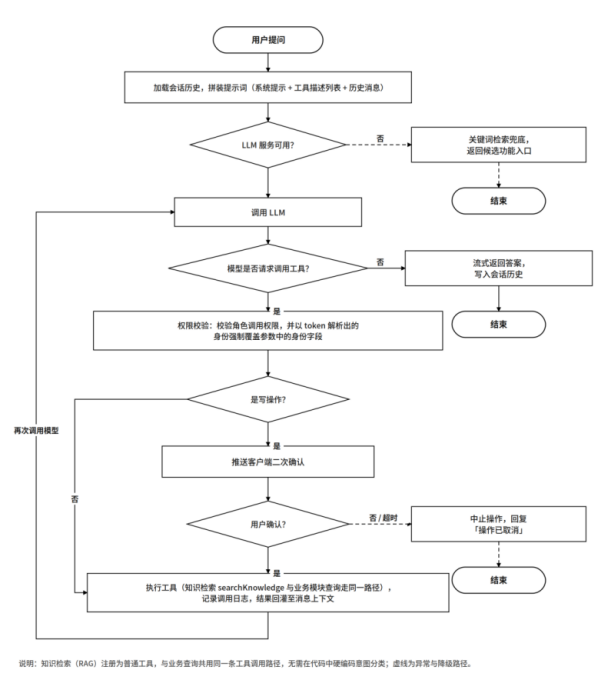 用户提问
加载会话历史，拼装提示词（系统提示 + 工具描述列表 + 历史消息）
LLM 服务可用？
否
关键词检索兜底，
返回候选功能入口
结束
调用 LLM
模型是否请求调用工具？
否
流式返回答案，
写入会话历史
结束
是
权限校验：校验角色调用权限，并以 token 解析出的
身份强制覆盖参数中的身份字段
是写操作？
再次调用模型
是
推送客户端二次确认
否
用户确认？
否 / 超时
中止操作，回复
「操作已取消」
结束
是
执行工具（知识检索 searchKnowledge 与业务模块查询走同一路径），
记录调用日志，结果回灌至消息上下文
说明：知识检索（RAG）注册为普通工具，与业务查询共用同一条工具调用路径，无需在代码中硬编码意图分类；虚线为异常与降级路径。